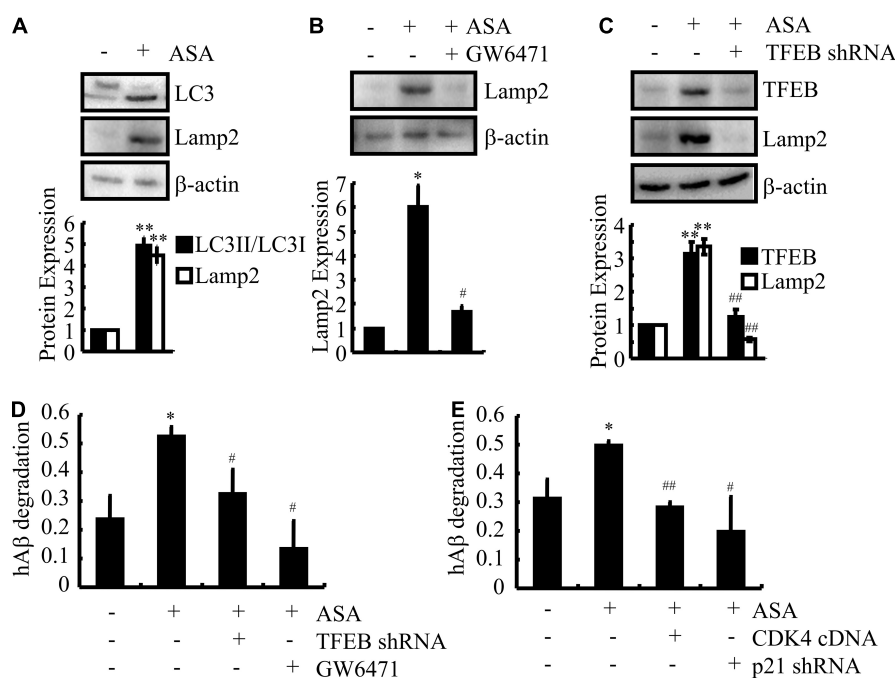 A
- + ASA
LC3
Lamp2
β-actin
Protein Expression
6
5
4
3
2
1
0
** **
LC3II/LC3I
Lamp2
B
- + + ASA
- - + GW6471
Lamp2
β-actin
Lamp2 Expression
7
6
5
4
3
2
1
0
*
#
C
- + + ASA
- - + TFEB shRNA
TFEB
Lamp2
β-actin
Protein Expression
4
3
2
1
0
** **
## ##
TFEB
Lamp2
D
hAβ degradation
0.6
0.5
0.4
0.3
0.2
0.1
0
*
#
#
- + + + ASA
- - + - TFEB shRNA
- - - + GW6471
E
hAβ degradation
0.6
0.5
0.4
0.3
0.2
0.1
0
*
##
#
- + + + ASA
- - + - CDK4 cDNA
- - - + p21 shRNA